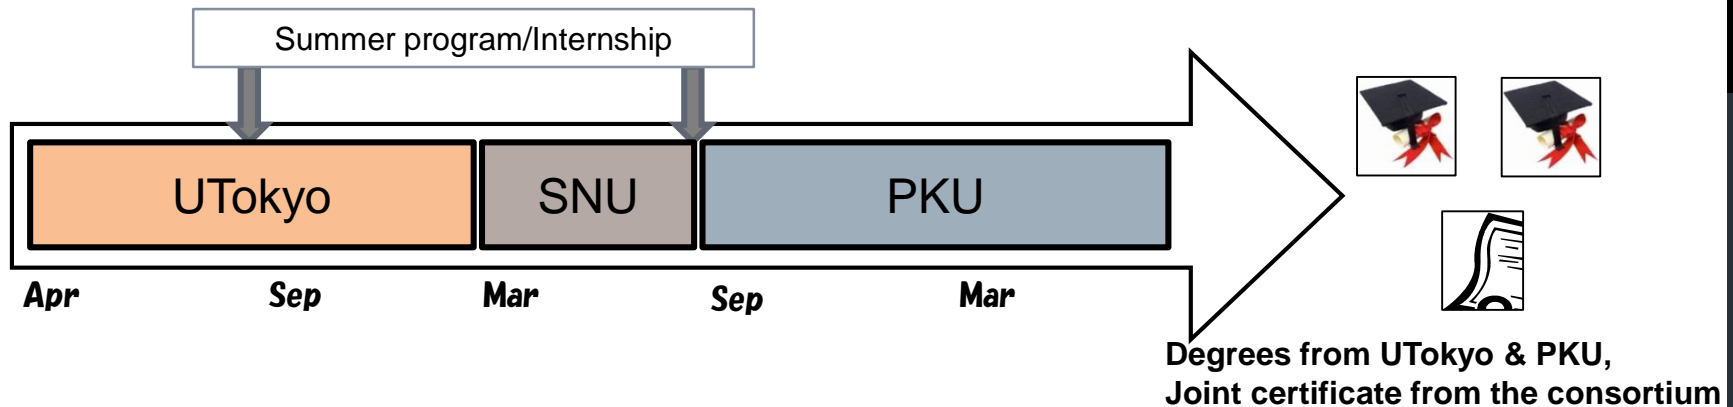 Summer program/Internship
UTokyo
SNU
PKU
Apr
Sep
Mar
Sep
Mar
Degrees from UTokyo & PKU,
Joint certificate from the consortium